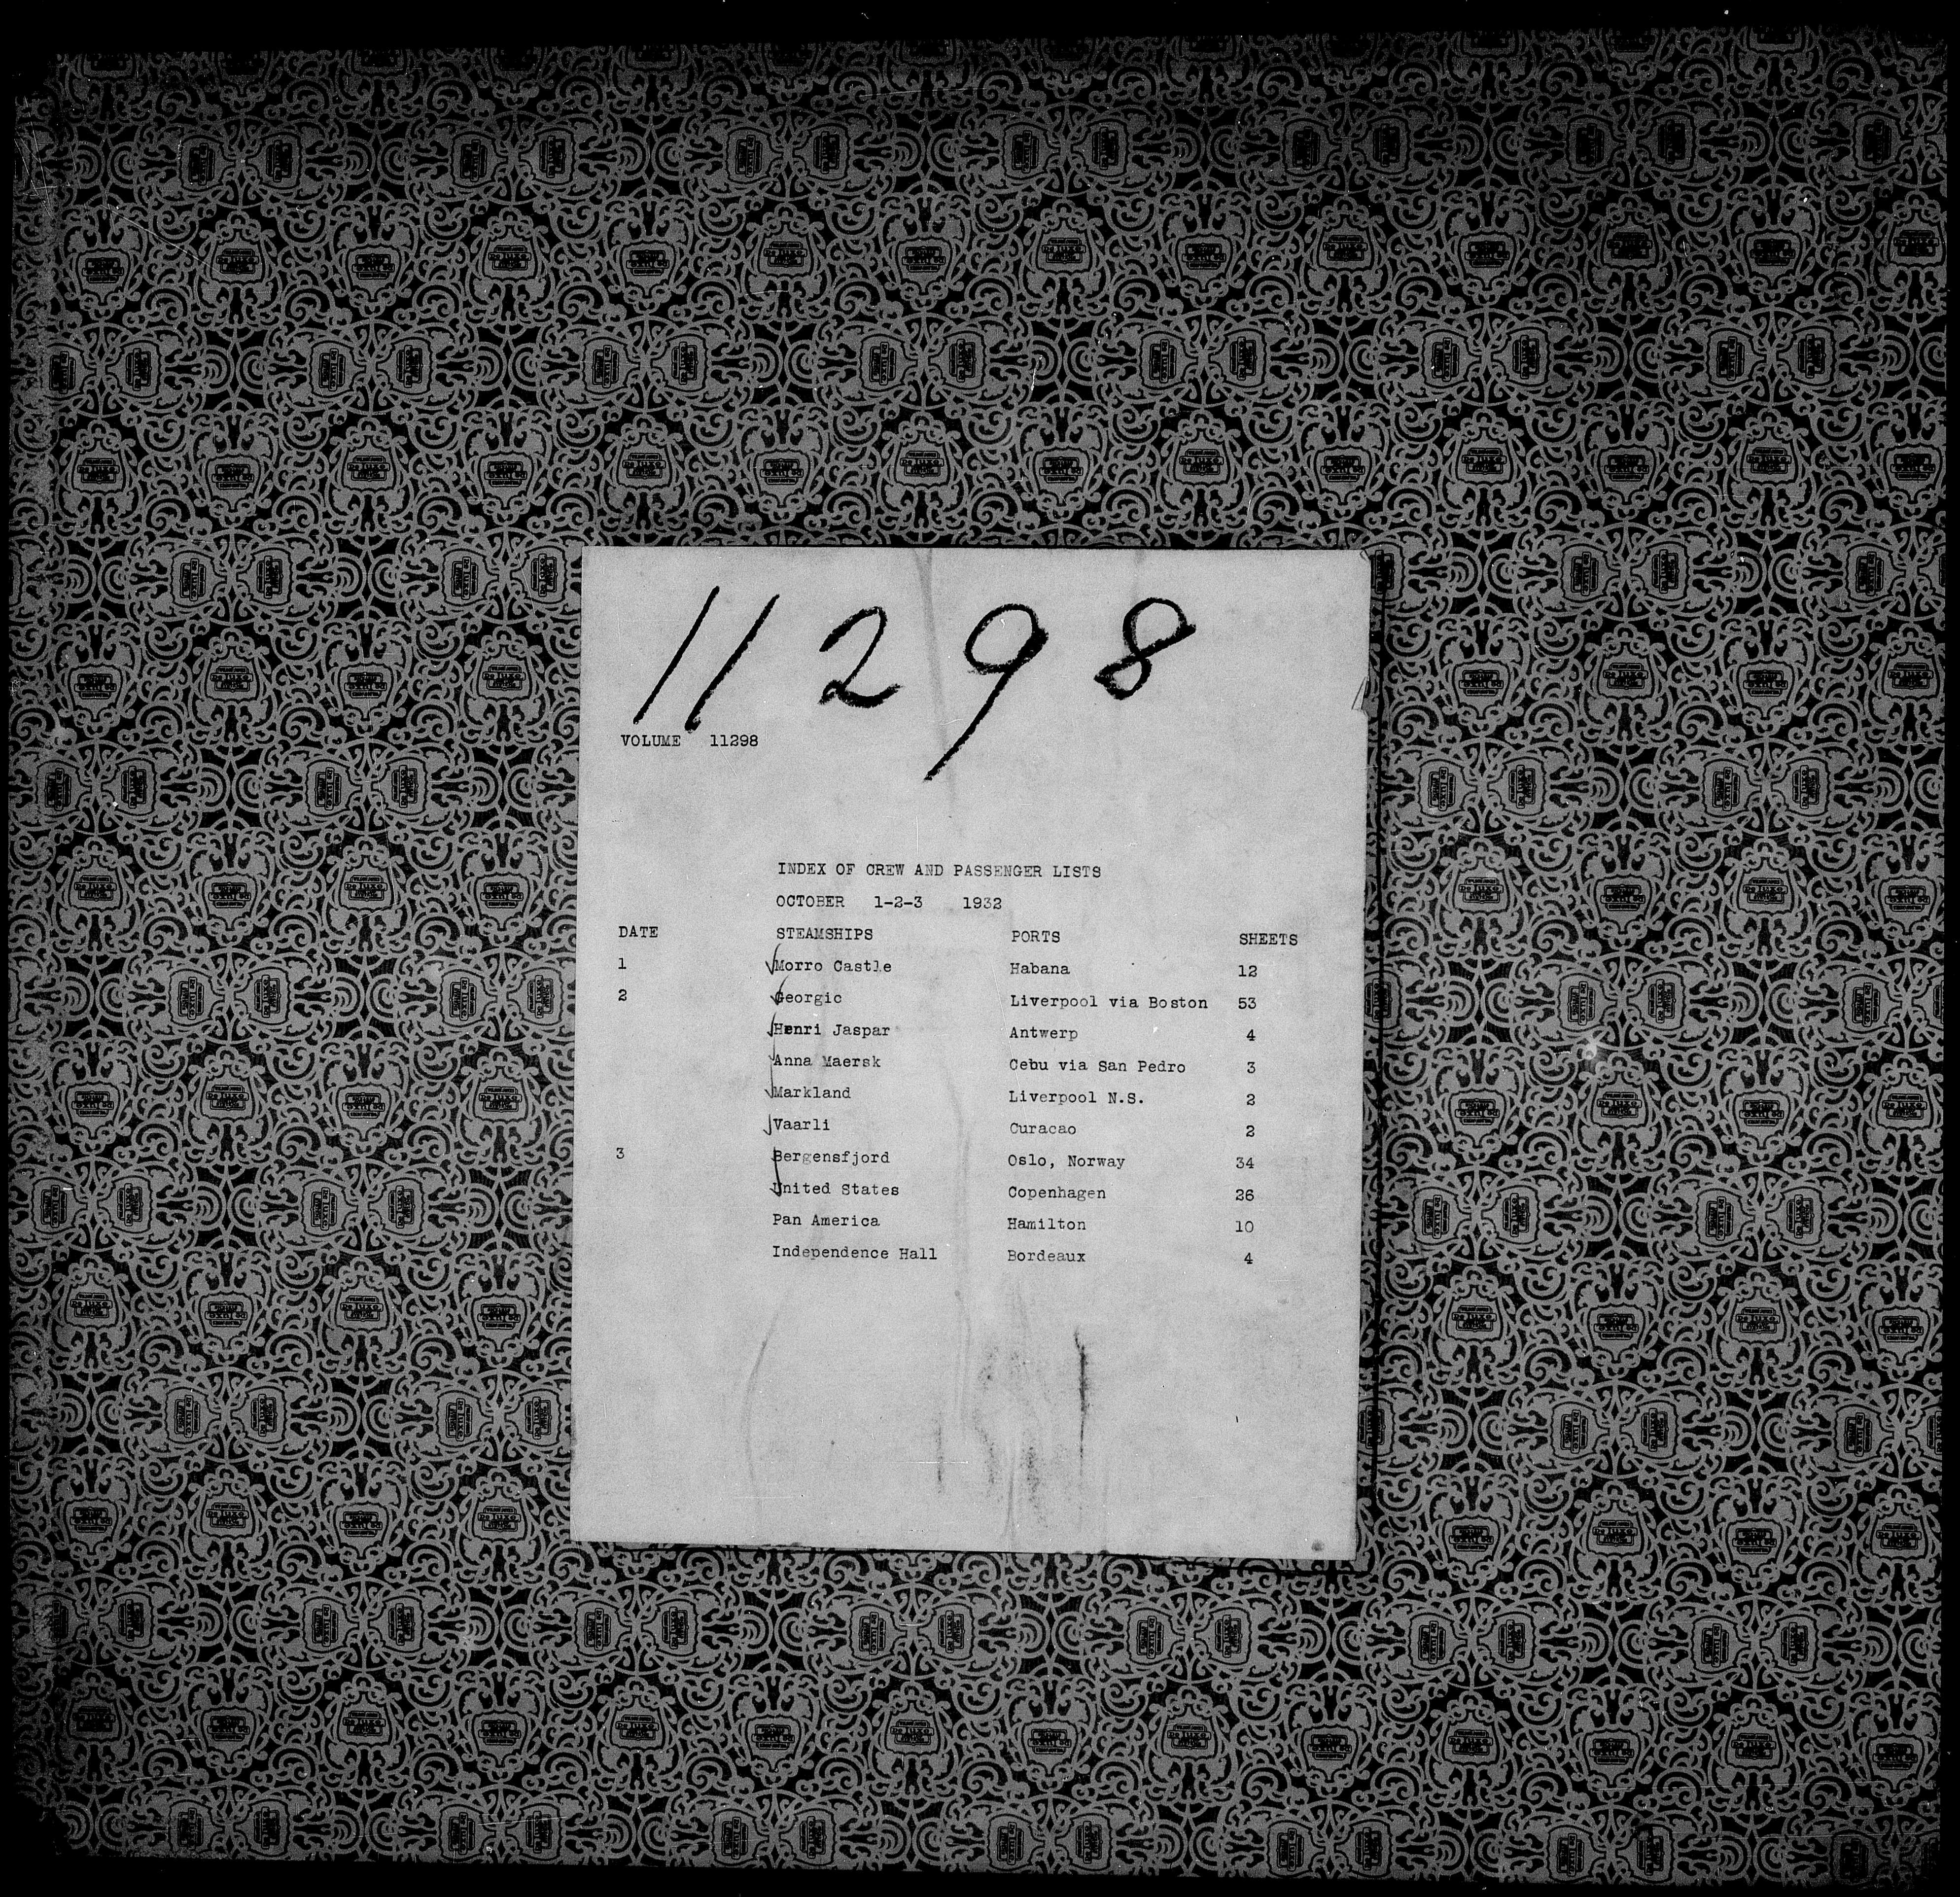 11298
VOLUME 11298
INDEX OF CREW AND PASSENGER LISTS
OCTOBER 1-2-3 1932
DATE STEAMSHIPS PORTS SHEETS
1 Morro Castle Habana 12
2 Georgic Liverpool via Boston 53
Henri Jaspar Antwerp 4
Anna Maersk Cebu via San Pedro 3
Markland Liverpool N.S. 2
Vaarli Curacao 2
3 Bergensfjord Oslo, Norway 34
United States Copenhagen 26
Pan America Hamilton 10
Independence Hall Bordeaux 4